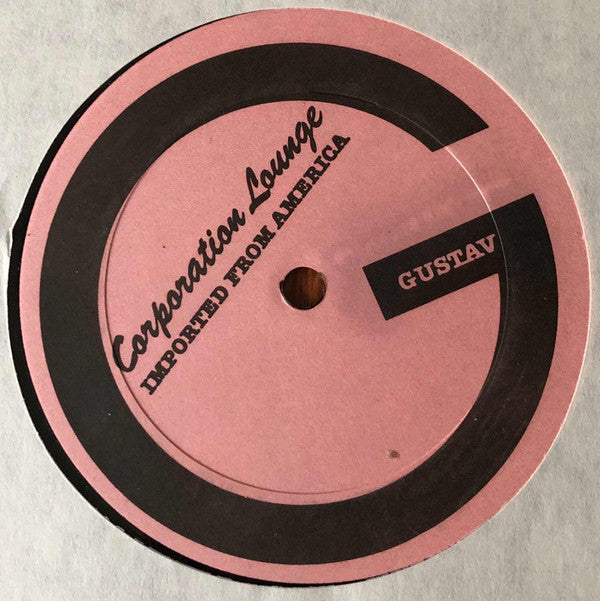 Corporation Lounge
IMPORTED FROM AMERICA
GUSTAV